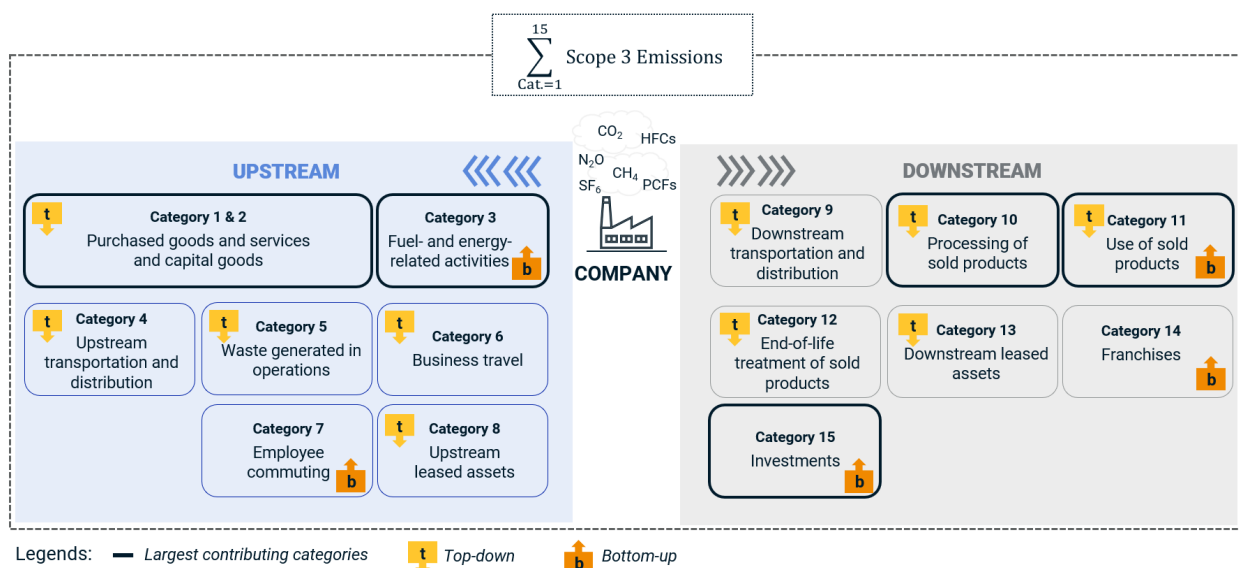 15
∑ Scope 3 Emissions
Cat.=1
CO2
HFCs
N2O
CH4
SF6
PCFs
COMPANY
UPSTREAM
t
Category 1 & 2
Purchased goods and services
and capital goods
Category 3
Fuel- and energy-
related activities
b
t
Category 4
Upstream
transportation and
distribution
t
Category 5
Waste generated in
operations
t
Category 6
Business travel
Category 7
Employee
commuting
b
t
Category 8
Upstream
leased assets
DOWNSTREAM
t
Category 9
Downstream
transportation and
distribution
t
Category 10
Processing of
sold products
t
Category 11
Use of sold
products
b
t
Category 12
End-of-life
treatment of sold
products
t
Category 13
Downstream leased
assets
Category 14
Franchises
b
Category 15
Investments
b
Legends:
Largest contributing categories
t
Top-down
b
Bottom-up